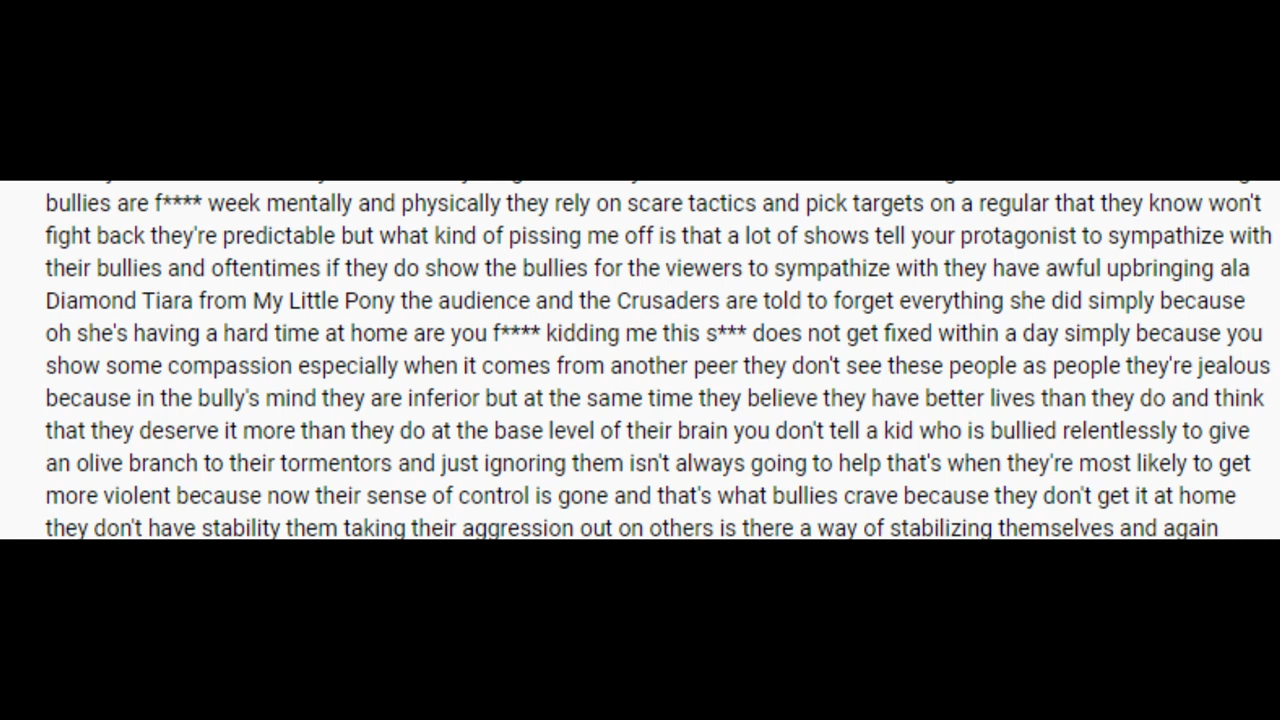 bullies are f**** week mentally and physically they rely on scare tactics and pick targets on a regular that they know won't
fight back they're predictable but what kind of pissing me off is that a lot of shows tell your protagonist to sympathize with
their bullies and oftentimes if they do show the bullies for the viewers to sympathize with they have awful upbringing ala
Diamond Tiara from My Little Pony the audience and the Crusaders are told to forget everything she did simply because
oh she's having a hard time at home are you f**** kidding me this s*** does not get fixed within a day simply because you
show some compassion especially when it comes from another peer they don't see these people as people they're jealous
because in the bully's mind they are inferior but at the same time they believe they have better lives than they do and think
that they deserve it more than they do at the base level of their brain you don't tell a kid who is bullied relentlessly to give
an olive branch to their tormentors and just ignoring them isn't always going to help that's when they're most likely to get
more violent because now their sense of control is gone and that's what bullies crave because they don't get it at home
they don't have stability them taking their aggression out on others is there a way of stabilizing themselves and again